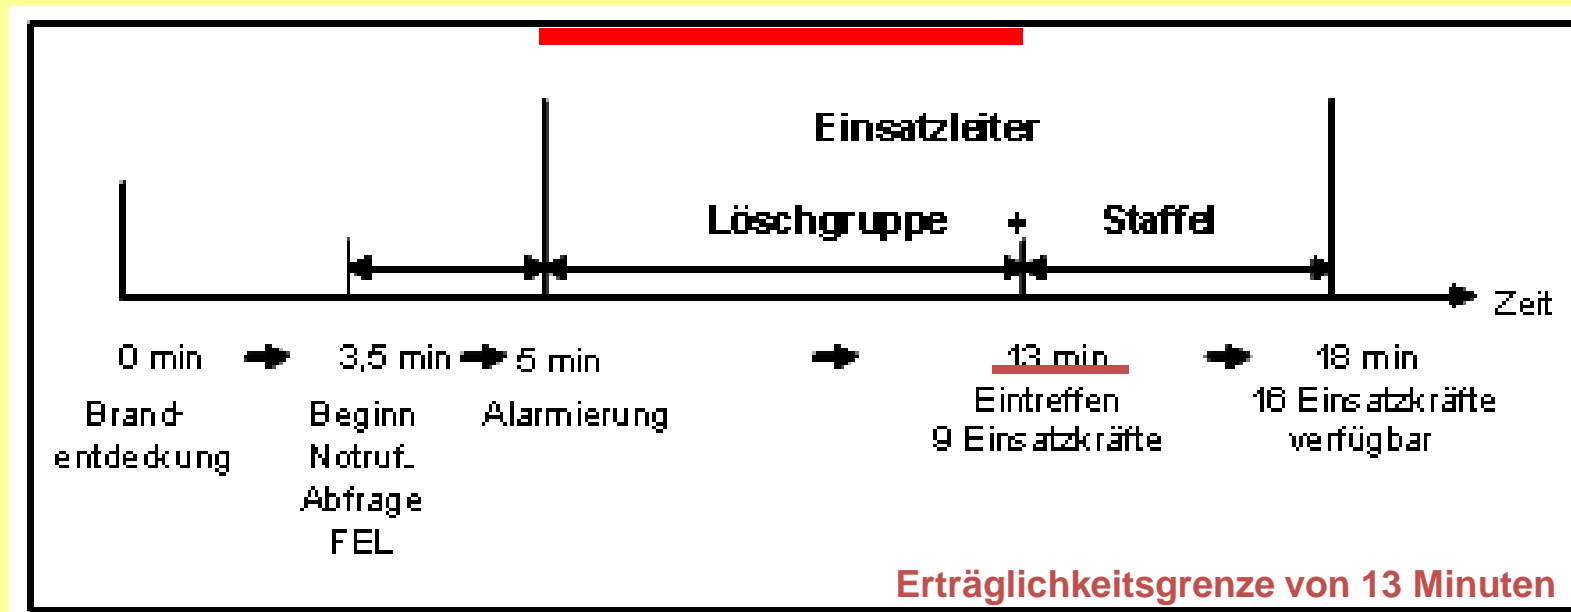 Einsatzleiter
Löschgruppe + Staffel
Zeit
0 min 3,5 min 5 min 13 min 18 min
Brand-
entdeckung
Beginn
Notruf-
Abfrage
FEL
Alarmierung
Eintreffen
9 Einsatzkräfte
16 Einsatzkräfte
verfügbar
Erträglichkeitsgrenze von 13 Minuten